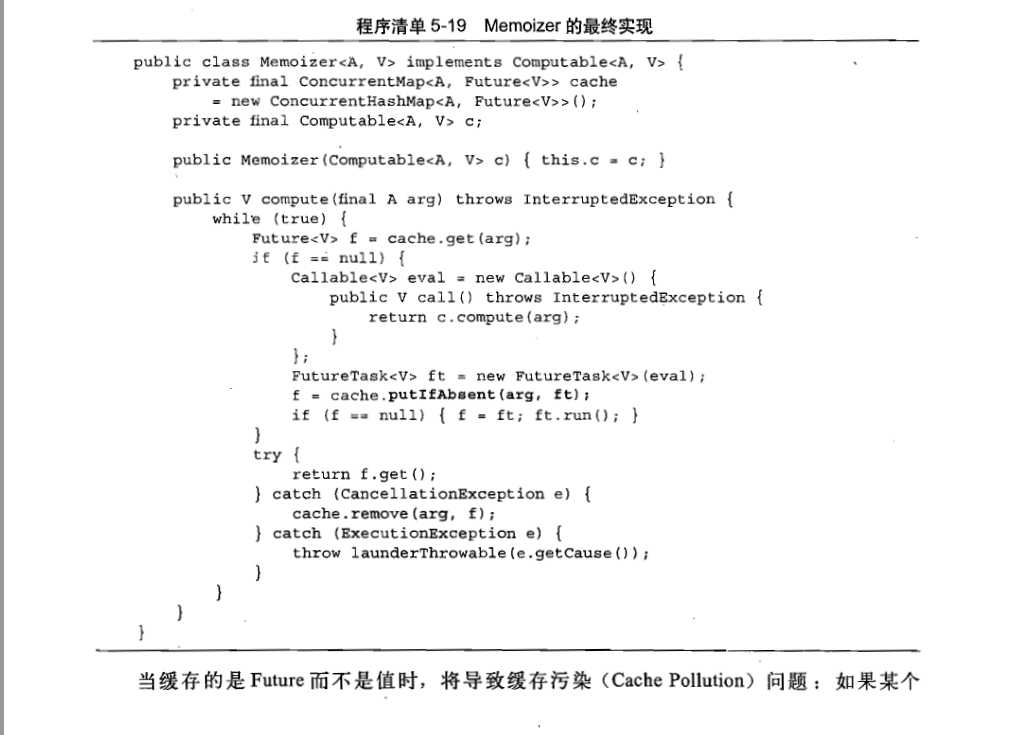 程序清单 5-19 Memoizer 的最终实现
public class Memoizer<A, V> implements Computable<A, V> {
    private final ConcurrentMap<A, Future<V>> cache
        = new ConcurrentHashMap<A, Future<V>>();
    private final Computable<A, V> c;

    public Memoizer(Computable<A, V> c) { this.c = c; }

    public V compute(final A arg) throws InterruptedException {
        while (true) {
            Future<V> f = cache.get(arg);
            if (f == null) {
                Callable<V> eval = new Callable<V>() {
                    public V call() throws InterruptedException {
                        return c.compute(arg);
                    }
                };
                FutureTask<V> ft = new FutureTask<V>(eval);
                f = cache.putIfAbsent(arg, ft);
                if (f == null) { f = ft; ft.run(); }
            }
            try {
                return f.get();
            } catch (CancellationException e) {
                cache.remove(arg, f);
            } catch (ExecutionException e) {
                throw launderThrowable(e.getCause());
            }
        }
    }
}
当缓存的是 Future 而不是值时，将导致缓存污染（Cache Pollution）问题：如果某个